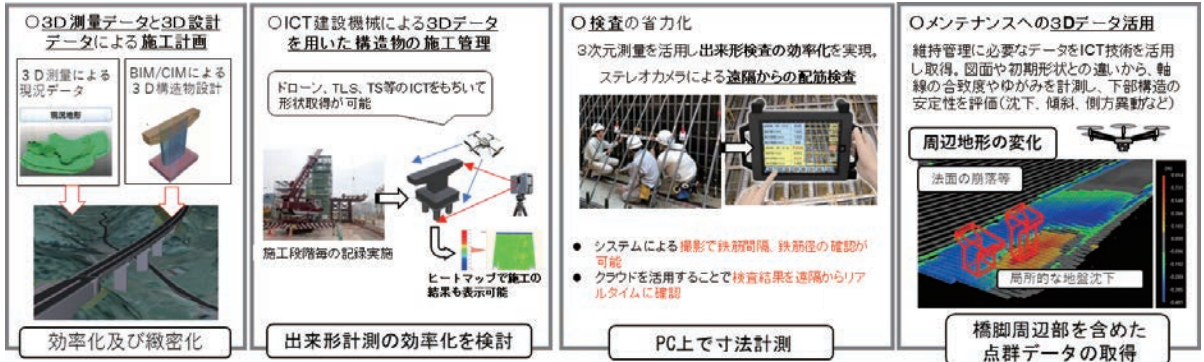 ○3D測量データと3D設計
データによる施工計画
3D測量による
現況データ
BIM/CIMによる
3D構造物設計
現況地形
効率化及び緻密化
○ICT建設機械による3Dデータ
を用いた構造物の施工管理
ドローン、TLS、TS等のICTをもちいて
形状取得が可能
施工段階毎の記録実施
ヒートマップで施工の
結果も表示可能
出来形計測の効率化を検討
○検査の省力化
3次元測量を活用し出来形検査の効率化を実現。
ステレオカメラによる遠隔からの配筋検査
● システムによる撮影で鉄筋間隔、鉄筋径の確認が
可能
● クラウドを活用することで検査結果を遠隔からリア
ルタイムに確認
PC上で寸法計測
○メンテナンスへの3Dデータ活用
維持管理に必要なデータをICT技術を活用
し取得。図面や初期形状との違いから、軸
線の合致度やゆがみを計測し、下部構造の
安定性を評価(沈下、傾斜、側方異動など)
周辺地形の変化
法面の崩落等
局所的な地盤沈下
橋脚周辺部を含めた
点群データの取得